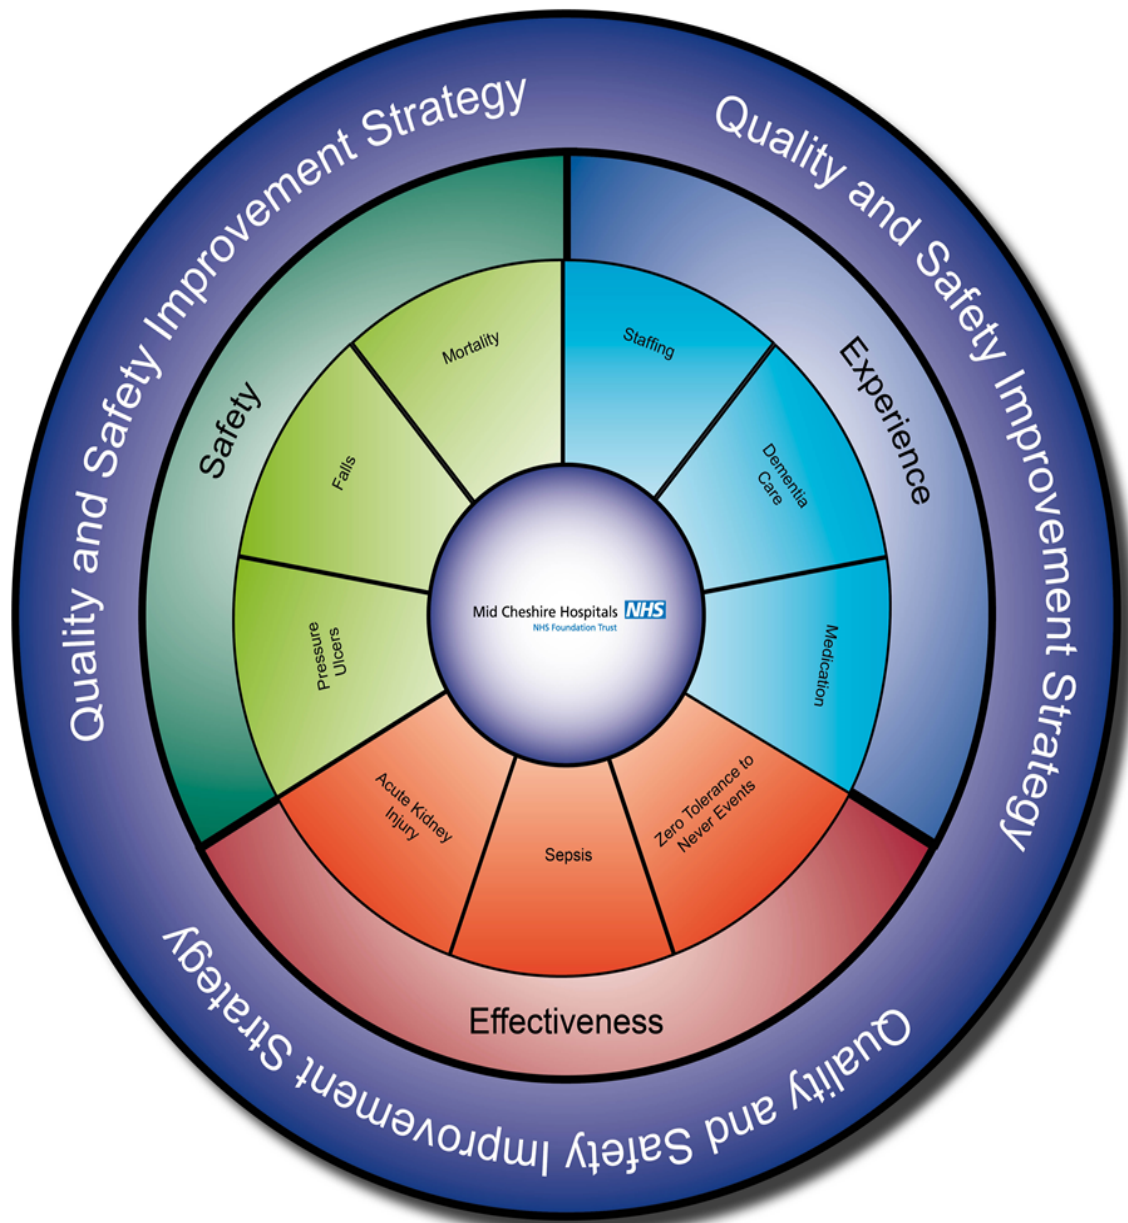 Quality and Safety Improvement Strategy
Quality and Safety Improvement Strategy
Quality and Safety Improvement Strategy
Safety
Experience
Effectiveness
Mortality
Falls
Pressure
Ulcers
Staffing
Dementia
Care
Medication
Zero Tolerance to
Never Events
Sepsis
Acute Kidney
Injury
Mid Cheshire Hospitals NHS
NHS Foundation Trust